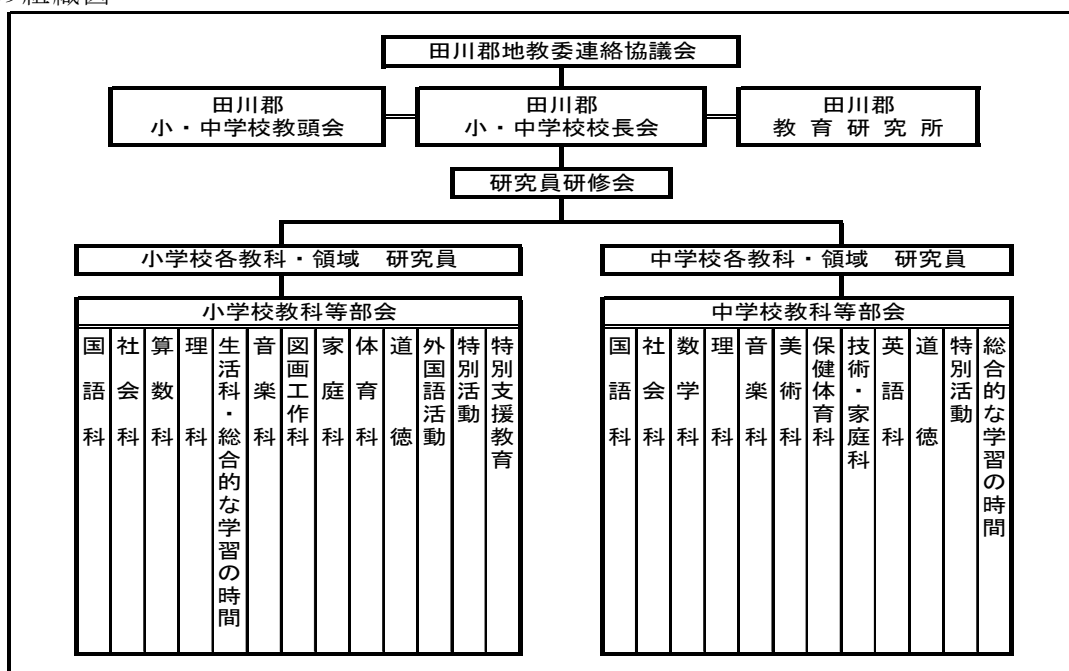 組織図
田川郡地教委連絡協議会
田川郡
小・中学校教頭会
田川郡
小・中学校校長会
田川郡
教育研究所
研究員研修会
小学校各教科・領域　研究員
中学校各教科・領域　研究員
小学校教科等部会
国語科
社会科
算数科
理科
生活科・総合的な学習の時間
音楽科
図画工作科
家庭科
体育科
道徳
外国語活動
特別活動
特別支援教育
中学校教科等部会
国語科
社会科
数学科
理科
音楽科
美術科
保健体育科
技術・家庭科
英語科
道徳
特別活動
総合的な学習の時間